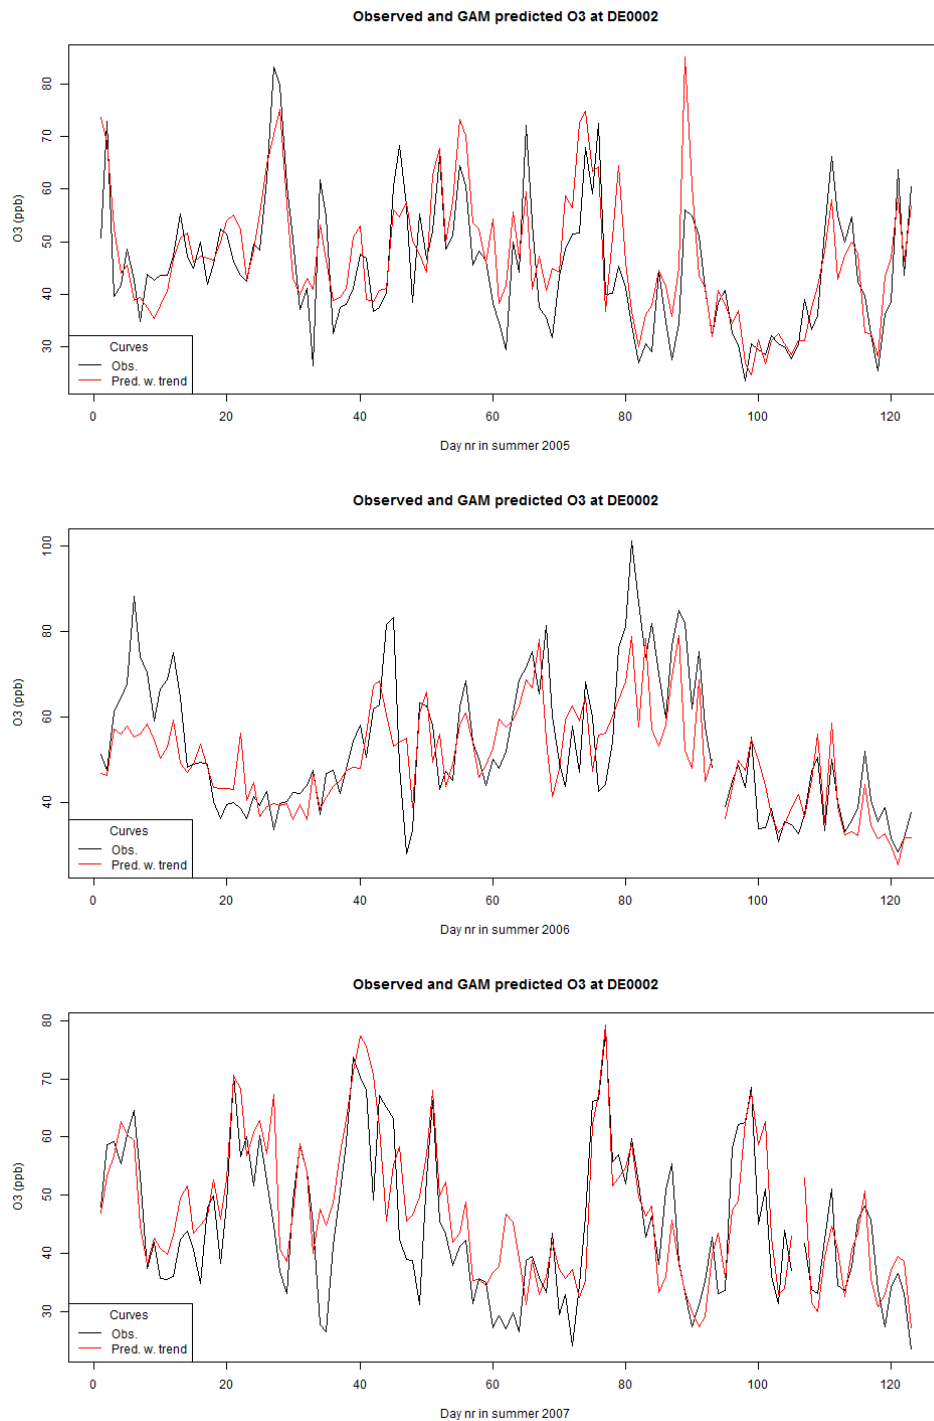 Observed and GAM predicted O3 at DE0002
O3 (ppb)
80
70
60
50
40
30
Curves
Obs.
Pred. w. trend
0 20 40 60 80 100 120
Day nr in summer 2005
Observed and GAM predicted O3 at DE0002
O3 (ppb)
100
80
60
40
Curves
Obs.
Pred. w. trend
0 20 40 60 80 100 120
Day nr in summer 2006
Observed and GAM predicted O3 at DE0002
O3 (ppb)
80
70
60
50
40
30
Curves
Obs.
Pred. w. trend
0 20 40 60 80 100 120
Day nr in summer 2007